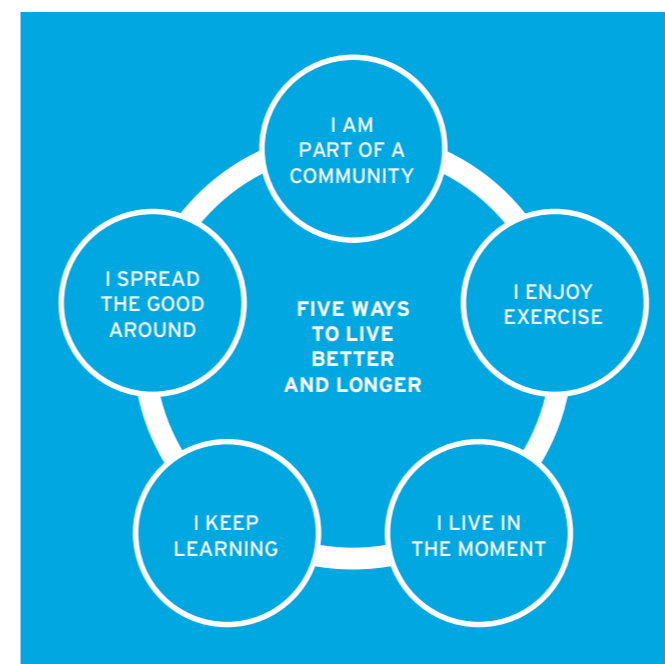 I AM
PART OF A
COMMUNITY
I SPREAD
THE GOOD
AROUND
FIVE WAYS
TO LIVE
BETTER
AND LONGER
I ENJOY
EXERCISE
I KEEP
LEARNING
I LIVE IN
THE MOMENT